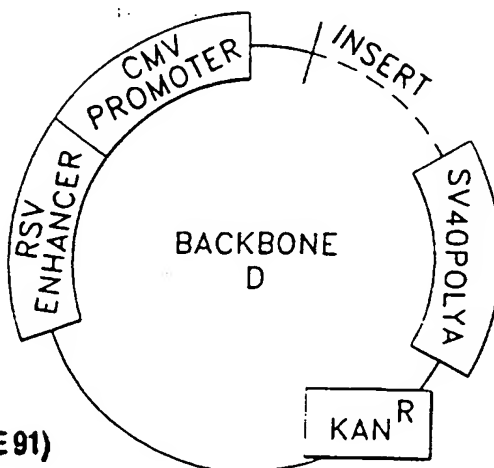 CMV
PROMOTER
INSERT
RSV
ENHANCER
SV40POLYA
BACKBONE
D
KAN R
E 91)